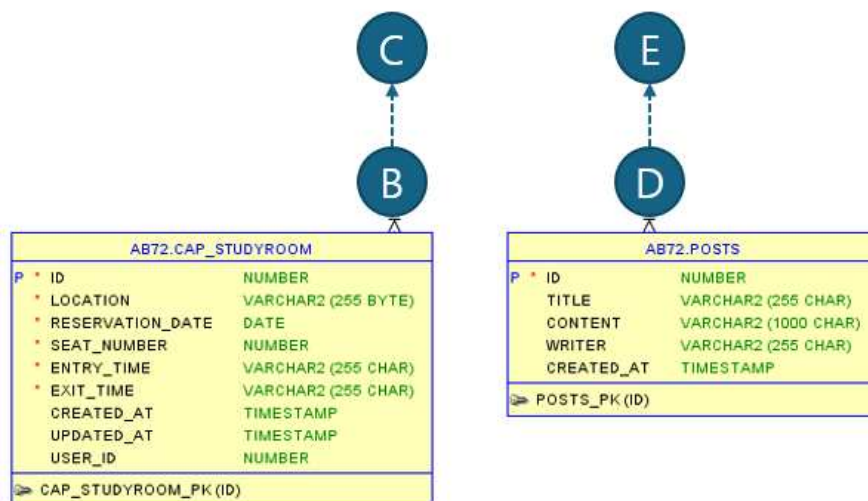 C E
B D
AB72.CAP_STUDYROOM
P * ID NUMBER
* LOCATION VARCHAR2 (255 BYTE)
* RESERVATION_DATE DATE
* SEAT_NUMBER NUMBER
* ENTRY_TIME VARCHAR2 (255 CHAR)
* EXIT_TIME VARCHAR2 (255 CHAR)
CREATED_AT TIMESTAMP
UPDATED_AT TIMESTAMP
USER_ID NUMBER
CAP_STUDYROOM_PK (ID)
AB72.POSTS
P * ID NUMBER
TITLE VARCHAR2 (255 CHAR)
CONTENT VARCHAR2 (1000 CHAR)
WRITER VARCHAR2 (255 CHAR)
CREATED_AT TIMESTAMP
POSTS_PK (ID)